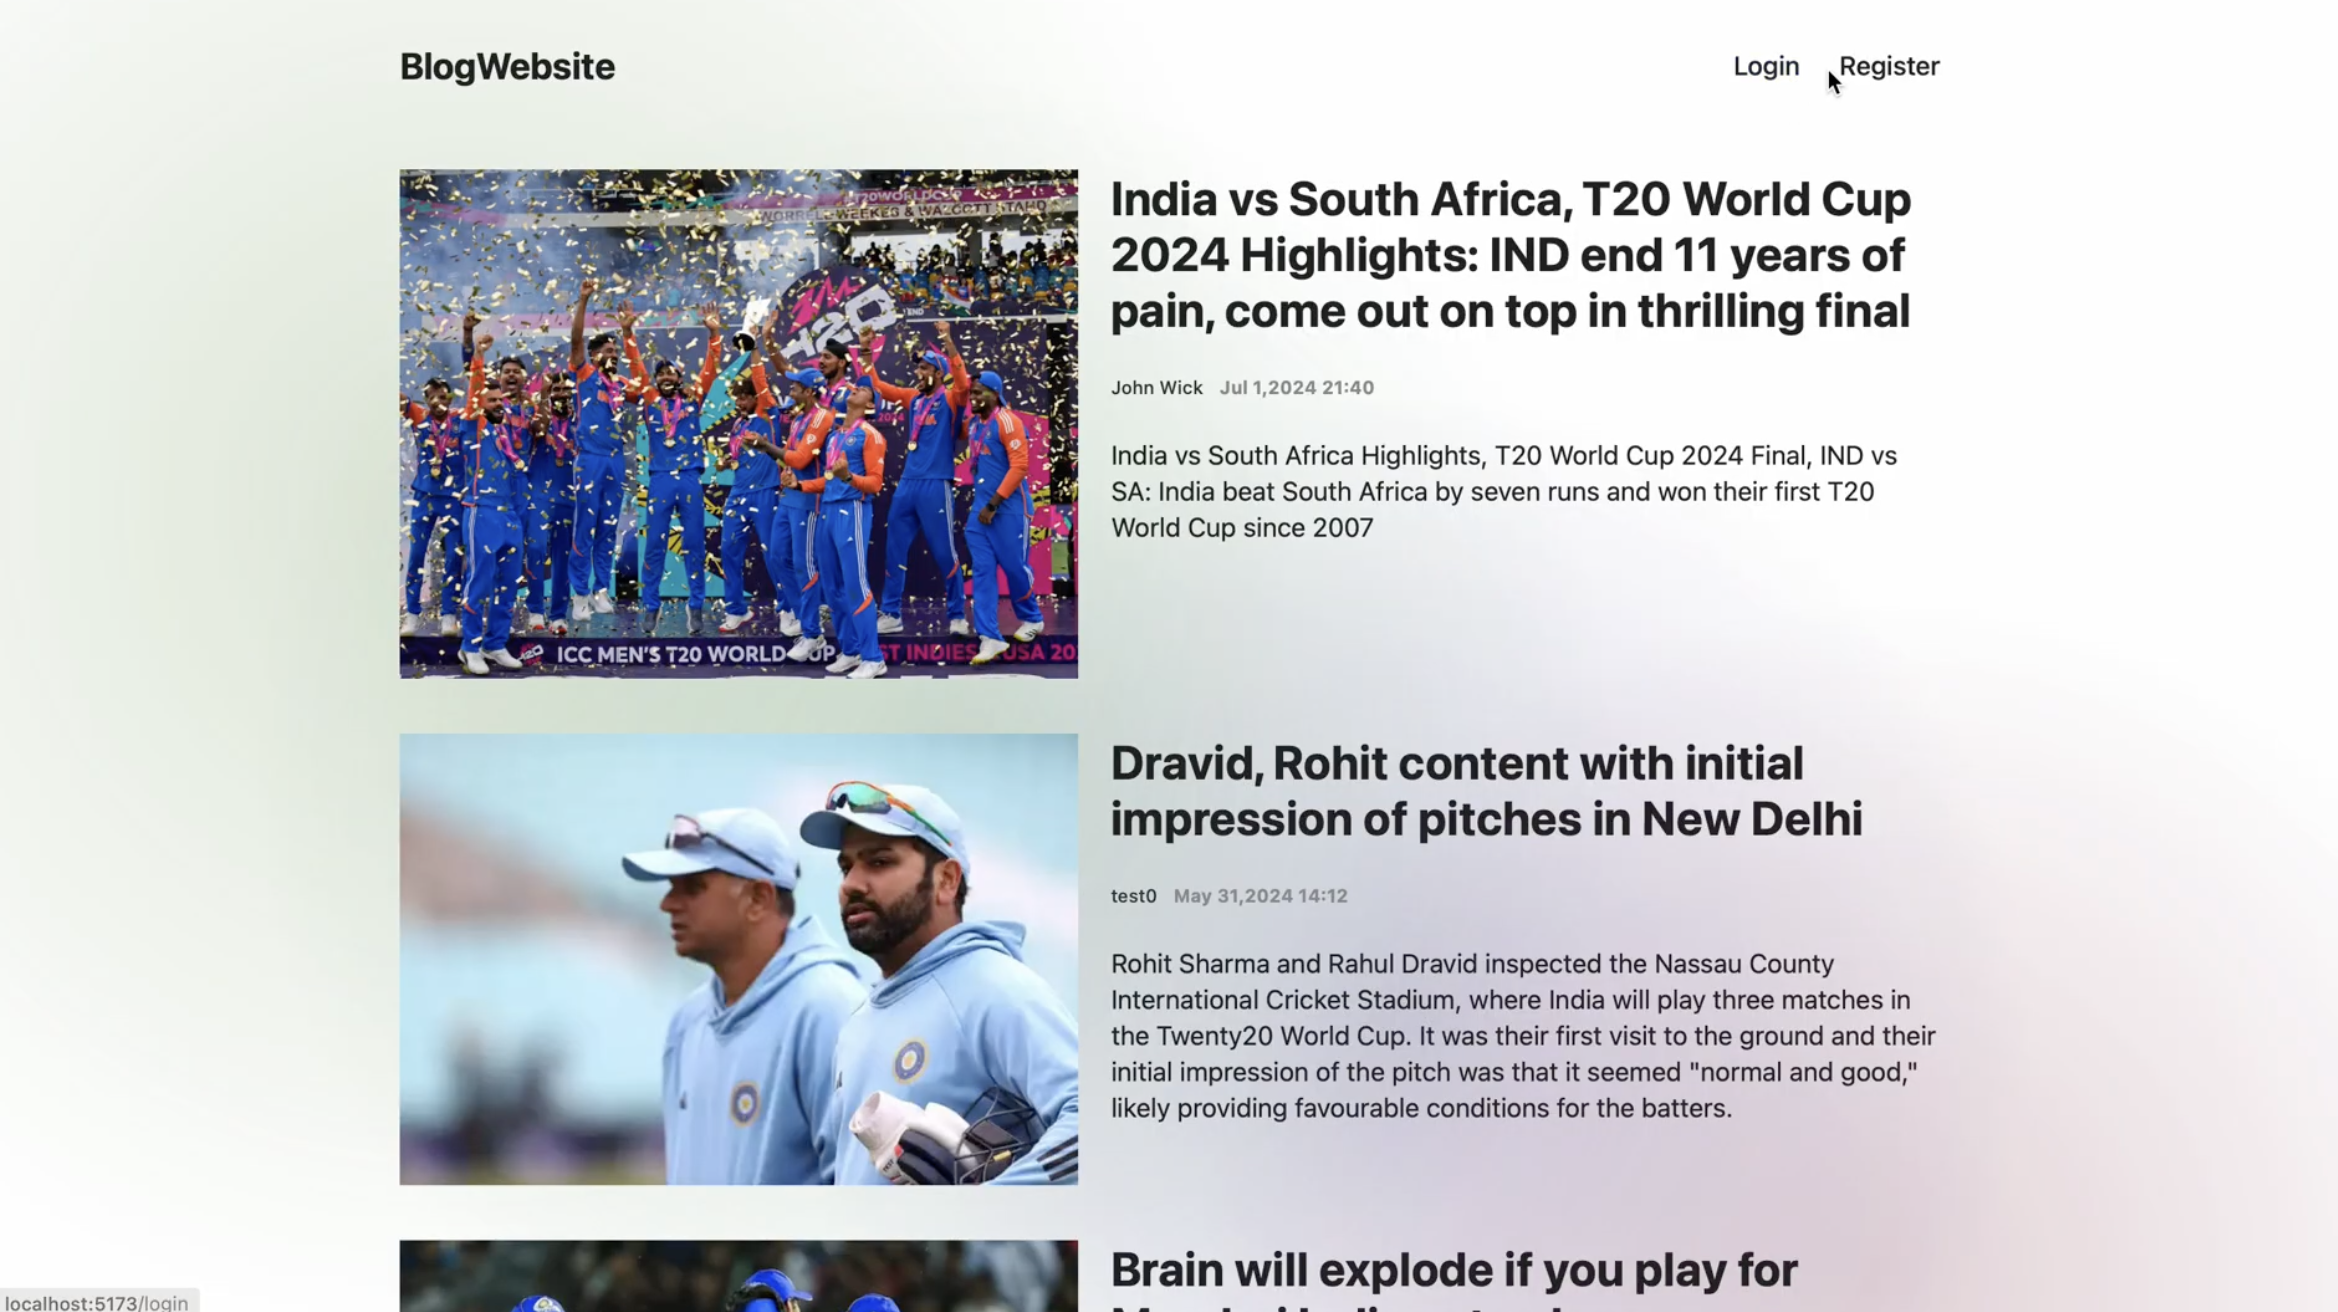 BlogWebsite
Login
Register
India vs South Africa, T20 World Cup
2024 Highlights: IND end 11 years of
pain, come out on top in thrilling final
John Wick Jul 1,2024 21:40
India vs South Africa Highlights, T20 World Cup 2024 Final, IND vs
SA: India beat South Africa by seven runs and won their first T20
World Cup since 2007
T20
ICC MEN'S T20 WORLD
USA 20
Dravid, Rohit content with initial
impression of pitches in New Delhi
test0 May 31,2024 14:12
Rohit Sharma and Rahul Dravid inspected the Nassau County
International Cricket Stadium, where India will play three matches in
the Twenty20 World Cup. It was their first visit to the ground and their
initial impression of the pitch was that it seemed "normal and good,"
likely providing favourable conditions for the batters.
Brain will explode if you play for
localhost:5173/login